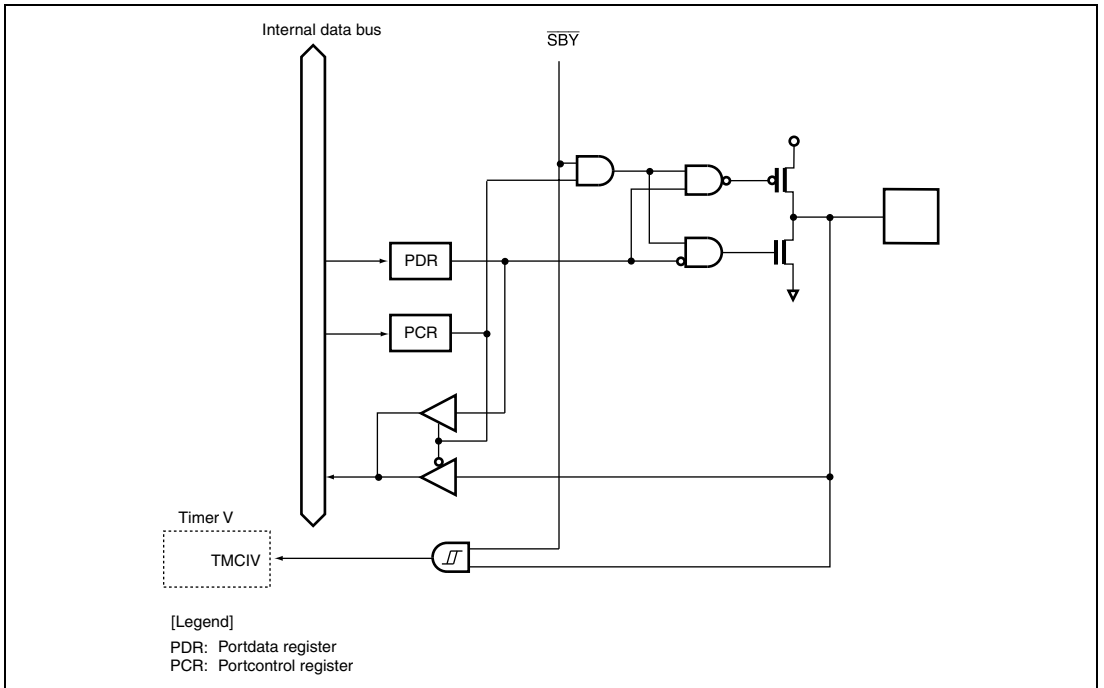 Internal data bus
SBY
PDR
PCR
Timer V
TMCIV
[Legend]
PDR: Portdata register
PCR: Portcontrol register